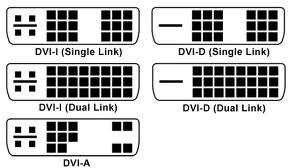 DVI-I (Single Link)
DVI-D (Single Link)
DVI-I (Dual Link)
DVI-D (Dual Link)
DVI-A